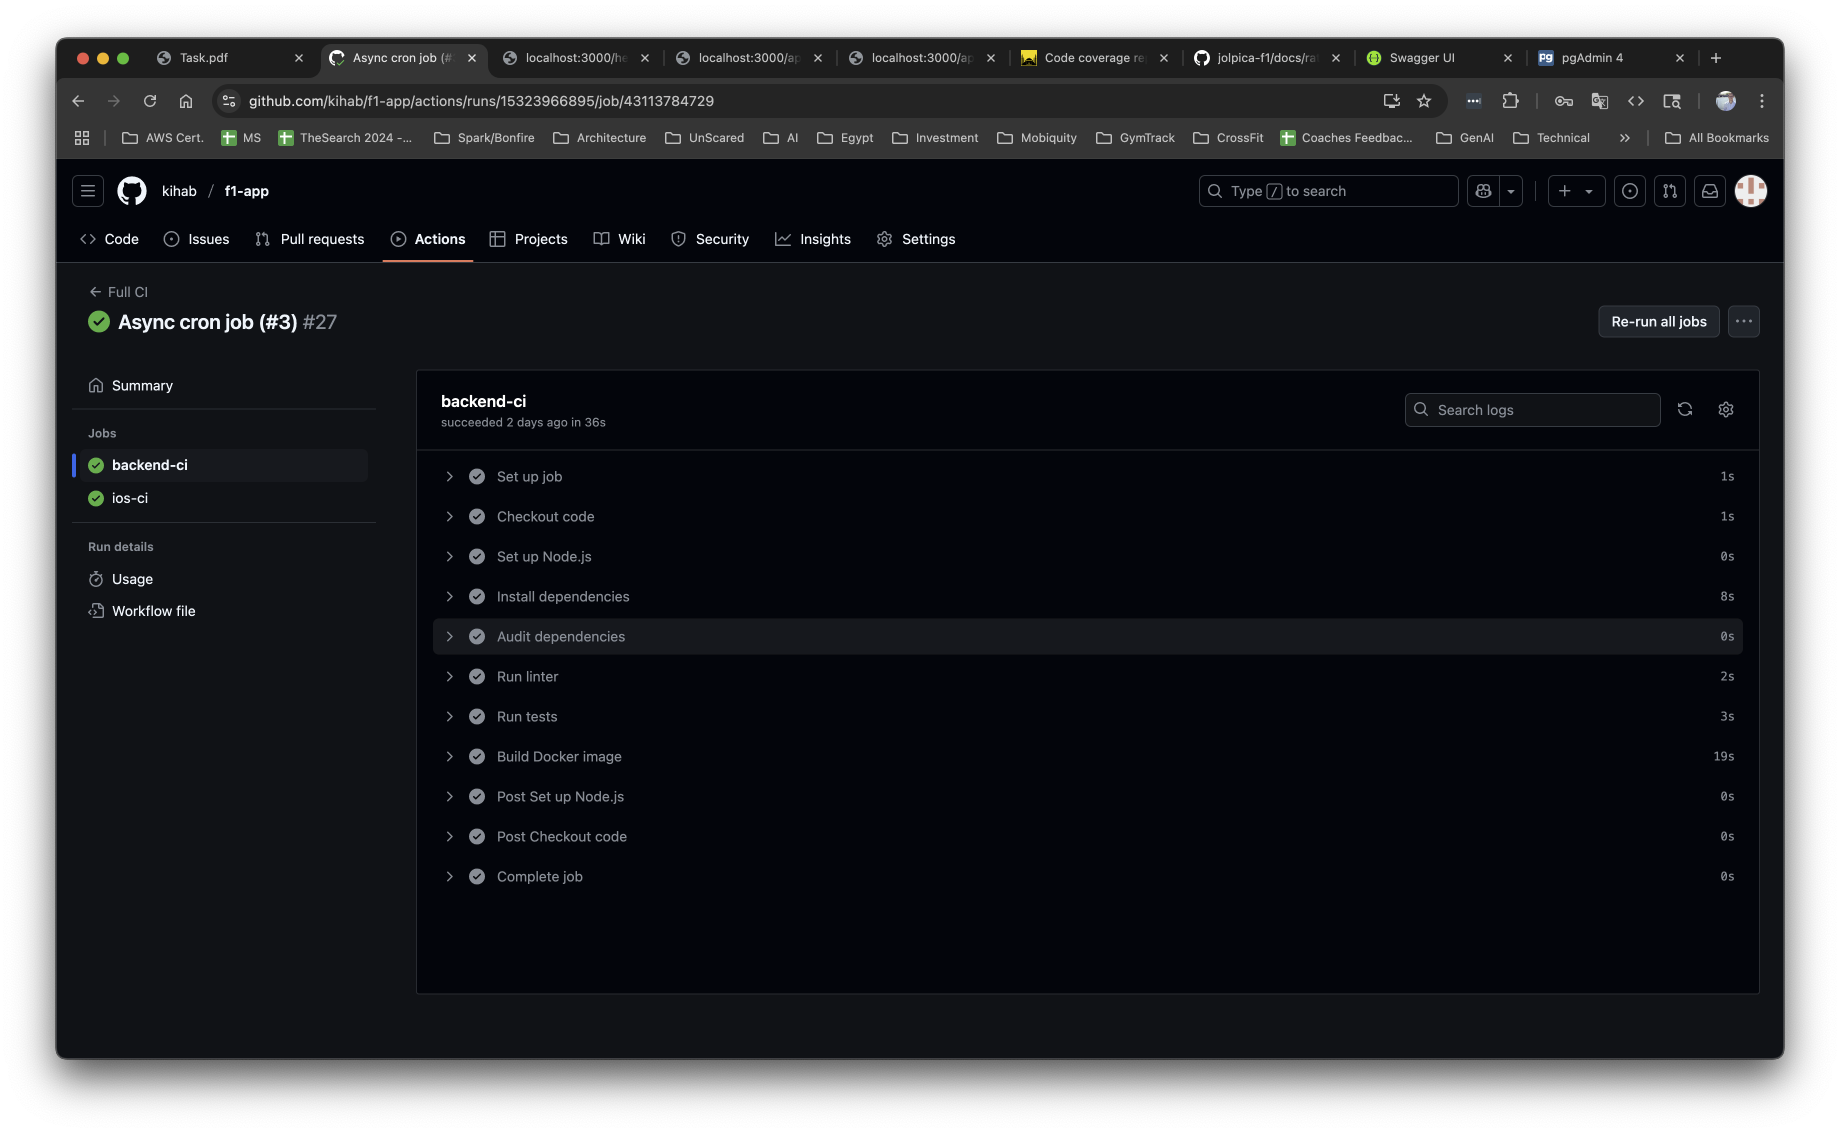 Task.pdf
Async cron job (#
localhost:3000/he
localhost:3000/ap
localhost:3000/ap
Code coverage re
jolpica-f1/docs/rat
Swagger UI
pg pgAdmin 4
github.com/kihab/f1-app/actions/runs/15323966895/job/43113784729
AWS Cert.
MS
TheSearch 2024 -...
Spark/Bonfire
Architecture
UnScared
AI
Egypt
Investment
Mobiquity
GymTrack
CrossFit
Coaches Feedbac...
GenAI
Technical
All Bookmarks
kihab / f1-app
Type / to search
Code
Issues
Pull requests
Actions
Projects
Wiki
Security
Insights
Settings
Full CI
Async cron job (#3) #27
Re-run all jobs
Summary
Jobs
backend-ci
ios-ci
Run details
Usage
Workflow file
backend-ci
succeeded 2 days ago in 36s
Search logs
Set up job 1s
Checkout code 1s
Set up Node.js 0s
Install dependencies 8s
Audit dependencies 0s
Run linter 2s
Run tests 3s
Build Docker image 19s
Post Set up Node.js 0s
Post Checkout code 0s
Complete job 0s